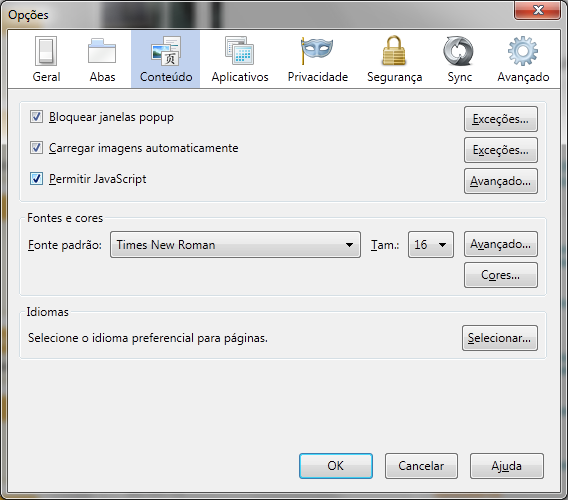 Opções
Geral Abas Conteúdo Aplicativos Privacidade Segurança Sync Avançado
Bloquear janelas popup Exceções...
Carregar imagens automaticamente Exceções...
Permitir JavaScript Avançado...
Fontes e cores
Fonte padrão: Times New Roman Tam.: 16 Avançado...
Cores...
Idiomas
Selecione o idioma preferencial para páginas. Selecionar...
OK Cancelar Ajuda